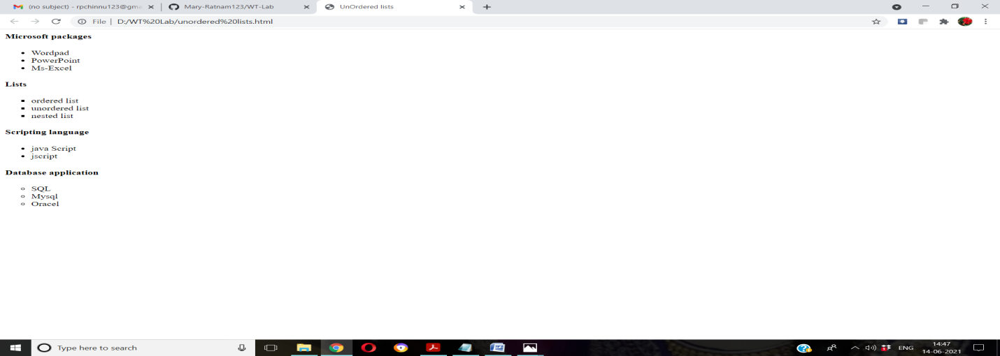 (no subject) - rpchinnu123@gma
Mary-Ratnam123/WT-Lab
UnOrdered lists
File | D:/WT%20Lab/unordered%20lists.html
Microsoft packages
Wordpad
PowerPoint
Ms-Excel
Lists
ordered list
unordered list
nested list
Scripting language
java Script
jscript
Database application
SQL
Mysql
Oracel
Type here to search
ENG
14:47
14-06-2021